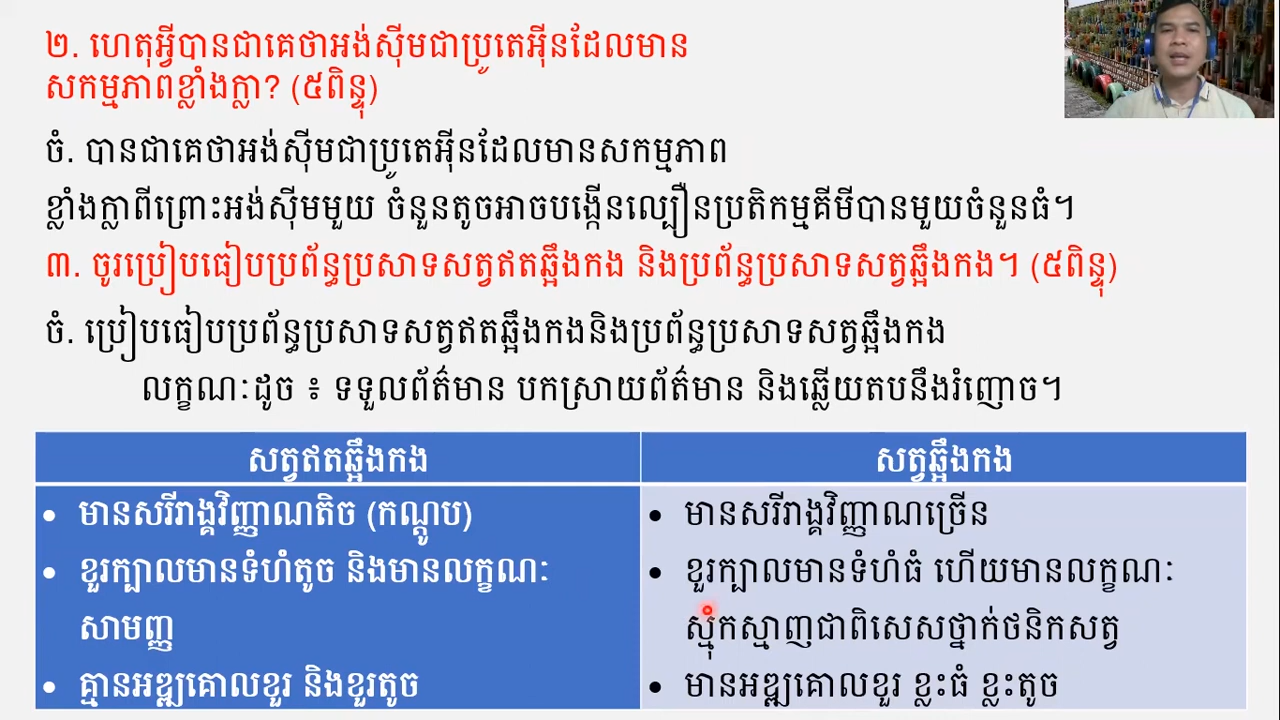 ២. ហេតុអ្វីបានជាគេថាអង់ស៊ីមជាប្រូតេអ៊ីនដែលមាន
សកម្មភាពខ្លាំងក្លា? (៥ពិន្ទុ)
ចំ. បានជាគេថាអង់ស៊ីមជាប្រូតេអ៊ីនដែលមានសកម្មភាព
ខ្លាំងក្លាពីព្រោះអង់ស៊ីមមួយ ចំនួនតូចអាចបង្កើនល្បឿនប្រតិកម្មគីមីបានមួយចំនួនធំ។
៣. ចូរប្រៀបធៀបប្រព័ន្ធប្រសាទសត្វឥតឆ្អឹងកង និងប្រព័ន្ធប្រសាទសត្វឆ្អឹងកង។ (៥ពិន្ទុ)
ចំ. ប្រៀបធៀបប្រព័ន្ធប្រសាទសត្វឥតឆ្អឹងកងនិងប្រព័ន្ធប្រសាទសត្វឆ្អឹងកង
លក្ខណៈដូច ៖ ទទួលព័ត៌មាន បកស្រាយព័ត៌មាន និងឆ្លើយតបនឹងរំញោច។
សត្វឥតឆ្អឹងកង
• មានសរីរាង្គវិញ្ញាណតិច (កណ្តូប)
• ខួរក្បាលមានទំហំតូច និងមានលក្ខណៈ
សាមញ្ញ
• គ្មានអឌ្ឍគោលខួរ និងខួរតូច
សត្វឆ្អឹងកង
• មានសរីរាង្គវិញ្ញាណច្រើន
• ខួរក្បាលមានទំហំធំ ហើយមានលក្ខណៈ
ស្មុំកស្មាញជាពិសេសថ្នាក់ថនិកសត្វ
• មានអឌ្ឍគោលខួរ ខ្លះធំ ខ្លះតូច